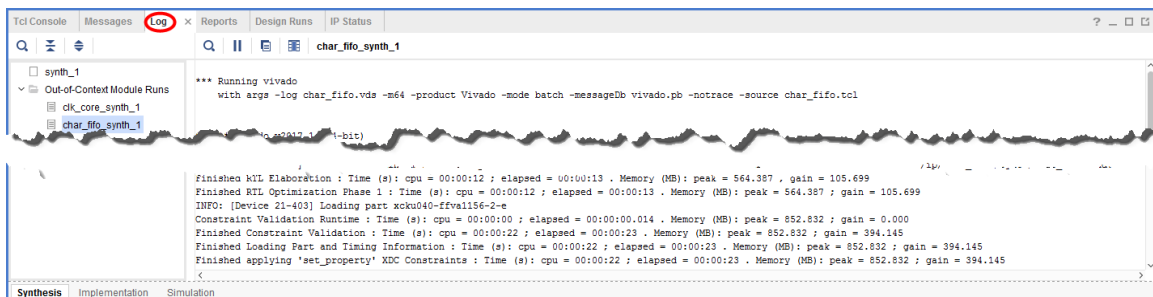 Tcl Console Messages Log × Reports Design Runs IP Status ?
char_fifo_synth_1
synth_1
Out-of-Context Module Runs
clk_core_synth_1
char_fifo_synth_1
*** Running vivado
with args -log char_fifo.vds -m64 -product Vivado -mode batch -messageDb vivado.pb -notrace -source char_fifo.tcl
Finished RTL Elaboration : Time (s): cpu = 00:00:12 ; elapsed = 00:00:13 . Memory (MB): peak = 564.387 ; gain = 105.699
Finished RTL Optimization Phase 1 : Time (s): cpu = 00:00:12 ; elapsed = 00:00:13 . Memory (MB): peak = 564.387 ; gain = 105.699
INFO: [Device 21-403] Loading part xcku040-ffva1156-2-e
Constraint Validation Runtime : Time (s): cpu = 00:00:00 ; elapsed = 00:00:00.014 . Memory (MB): peak = 852.832 ; gain = 0.000
Finished Constraint Validation : Time (s): cpu = 00:00:22 ; elapsed = 00:00:23 . Memory (MB): peak = 852.832 ; gain = 394.145
Finished Loading Part and Timing Information : Time (s): cpu = 00:00:22 ; elapsed = 00:00:23 . Memory (MB): peak = 852.832 ; gain = 394.145
Finished applying 'set_property' XDC Constraints : Time (s): cpu = 00:00:22 ; elapsed = 00:00:23 . Memory (MB): peak = 852.832 ; gain = 394.145
Synthesis Implementation Simulation